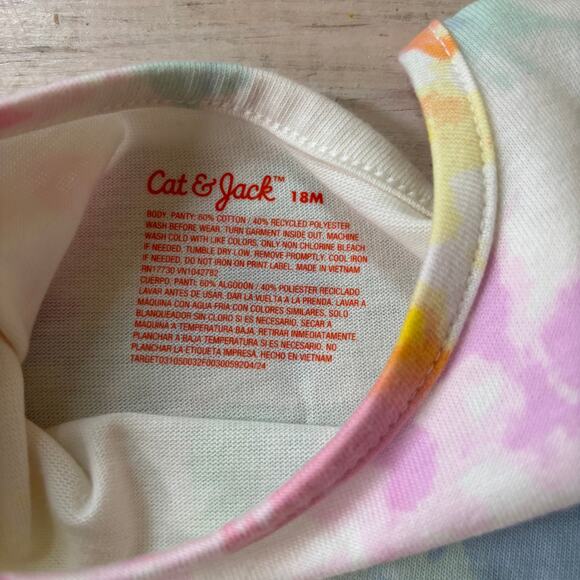 Cat & Jack™ 18M
BODY, PANTY: 60% COTTON / 40% RECYCLED POLYESTER
WASH BEFORE WEAR. TURN GARMENT INSIDE OUT. MACHINE
WASH COLD WITH LIKE COLORS. ONLY NON CHLORINE BLEACH
IF NEEDED. TUMBLE DRY LOW. REMOVE PROMPTLY. COOL IRON
IF NEEDED. DO NOT IRON ON PRINT LABEL. MADE IN VIETNAM
RN17730 VN1042782
CUERPO, PANTI: 60% ALGODÓN / 40% POLIÉSTER RECICLADO
LAVAR ANTES DE USAR. DAR LA VUELTA A LA PRENDA. LAVAR A
MÁQUINA CON AGUA FRÍA CON COLORES SIMILARES. SOLO
BLANQUEADOR SIN CLORO SI ES NECESARIO. SECAR A
MÁQUINA A TEMPERATURA BAJA. RETIRAR INMEDIATAMENTE.
PLANCHAR A BAJA TEMPERATURA SI ES NECESARIO. NO
PLANCHAR LA ETIQUETA IMPRESA. HECHO EN VIETNAM
TARGET031050032F0030059204/24